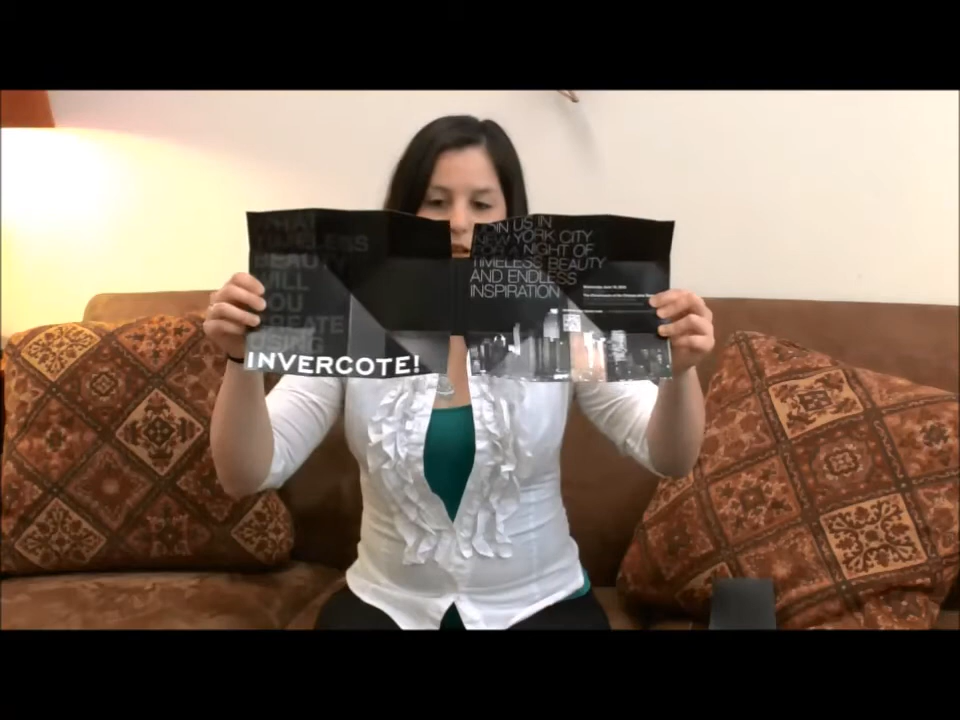 WHAT
TIMELESS
BEAUTY
WILL
YOU
CREATE
USING
INVERCOTE!
JOIN US IN
NEW YORK CITY
FOR A NIGHT OF
TIMELESS BEAUTY
AND ENDLESS
INSPIRATION